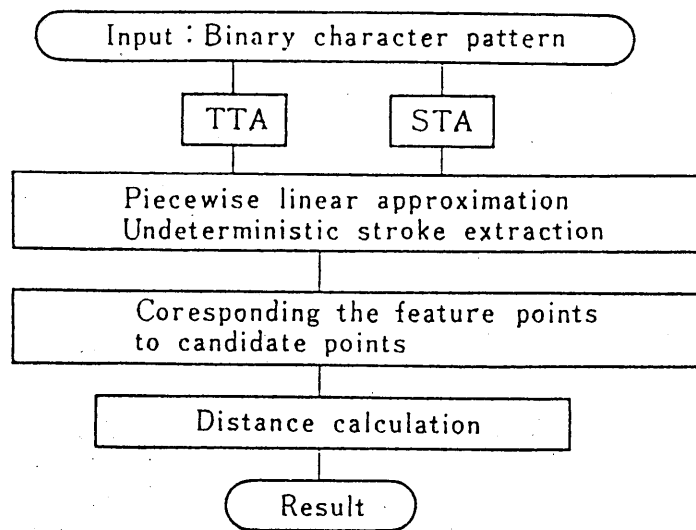 Input : Binary character pattern
TTA
STA
Piecewise linear approximation
Undeterministic stroke extraction
Coresponding the feature points
to candidate points
Distance calculation
Result